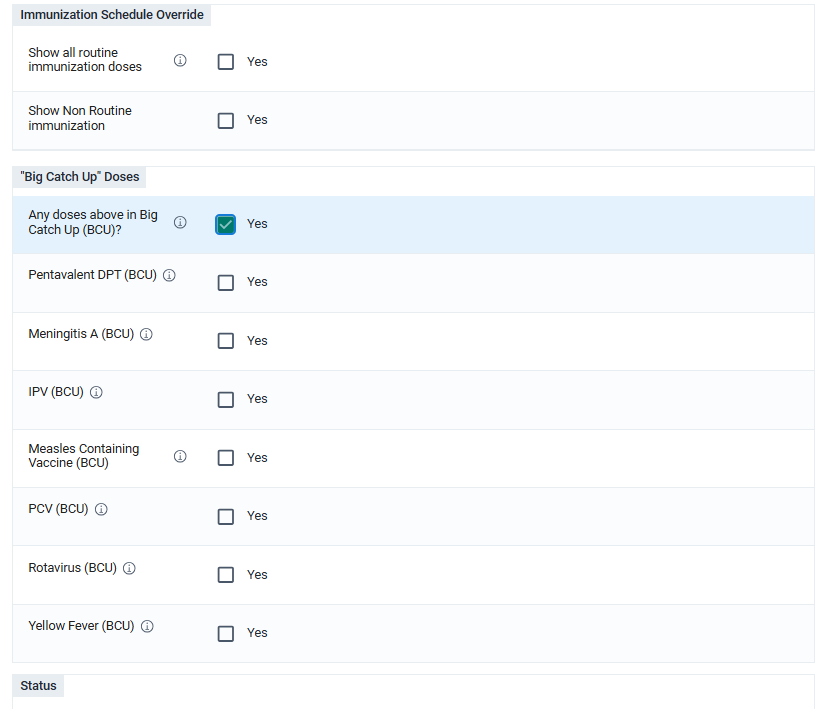 Immunization Schedule Override
Show all routine
immunization doses
Yes
Show Non Routine
immunization
Yes
"Big Catch Up" Doses
Any doses above in Big
Catch Up (BCU)?
Yes
Pentavalent DPT (BCU)
Yes
Meningitis A (BCU)
Yes
IPV (BCU)
Yes
Measles Containing
Vaccine (BCU)
Yes
PCV (BCU)
Yes
Rotavirus (BCU)
Yes
Yellow Fever (BCU)
Yes
Status